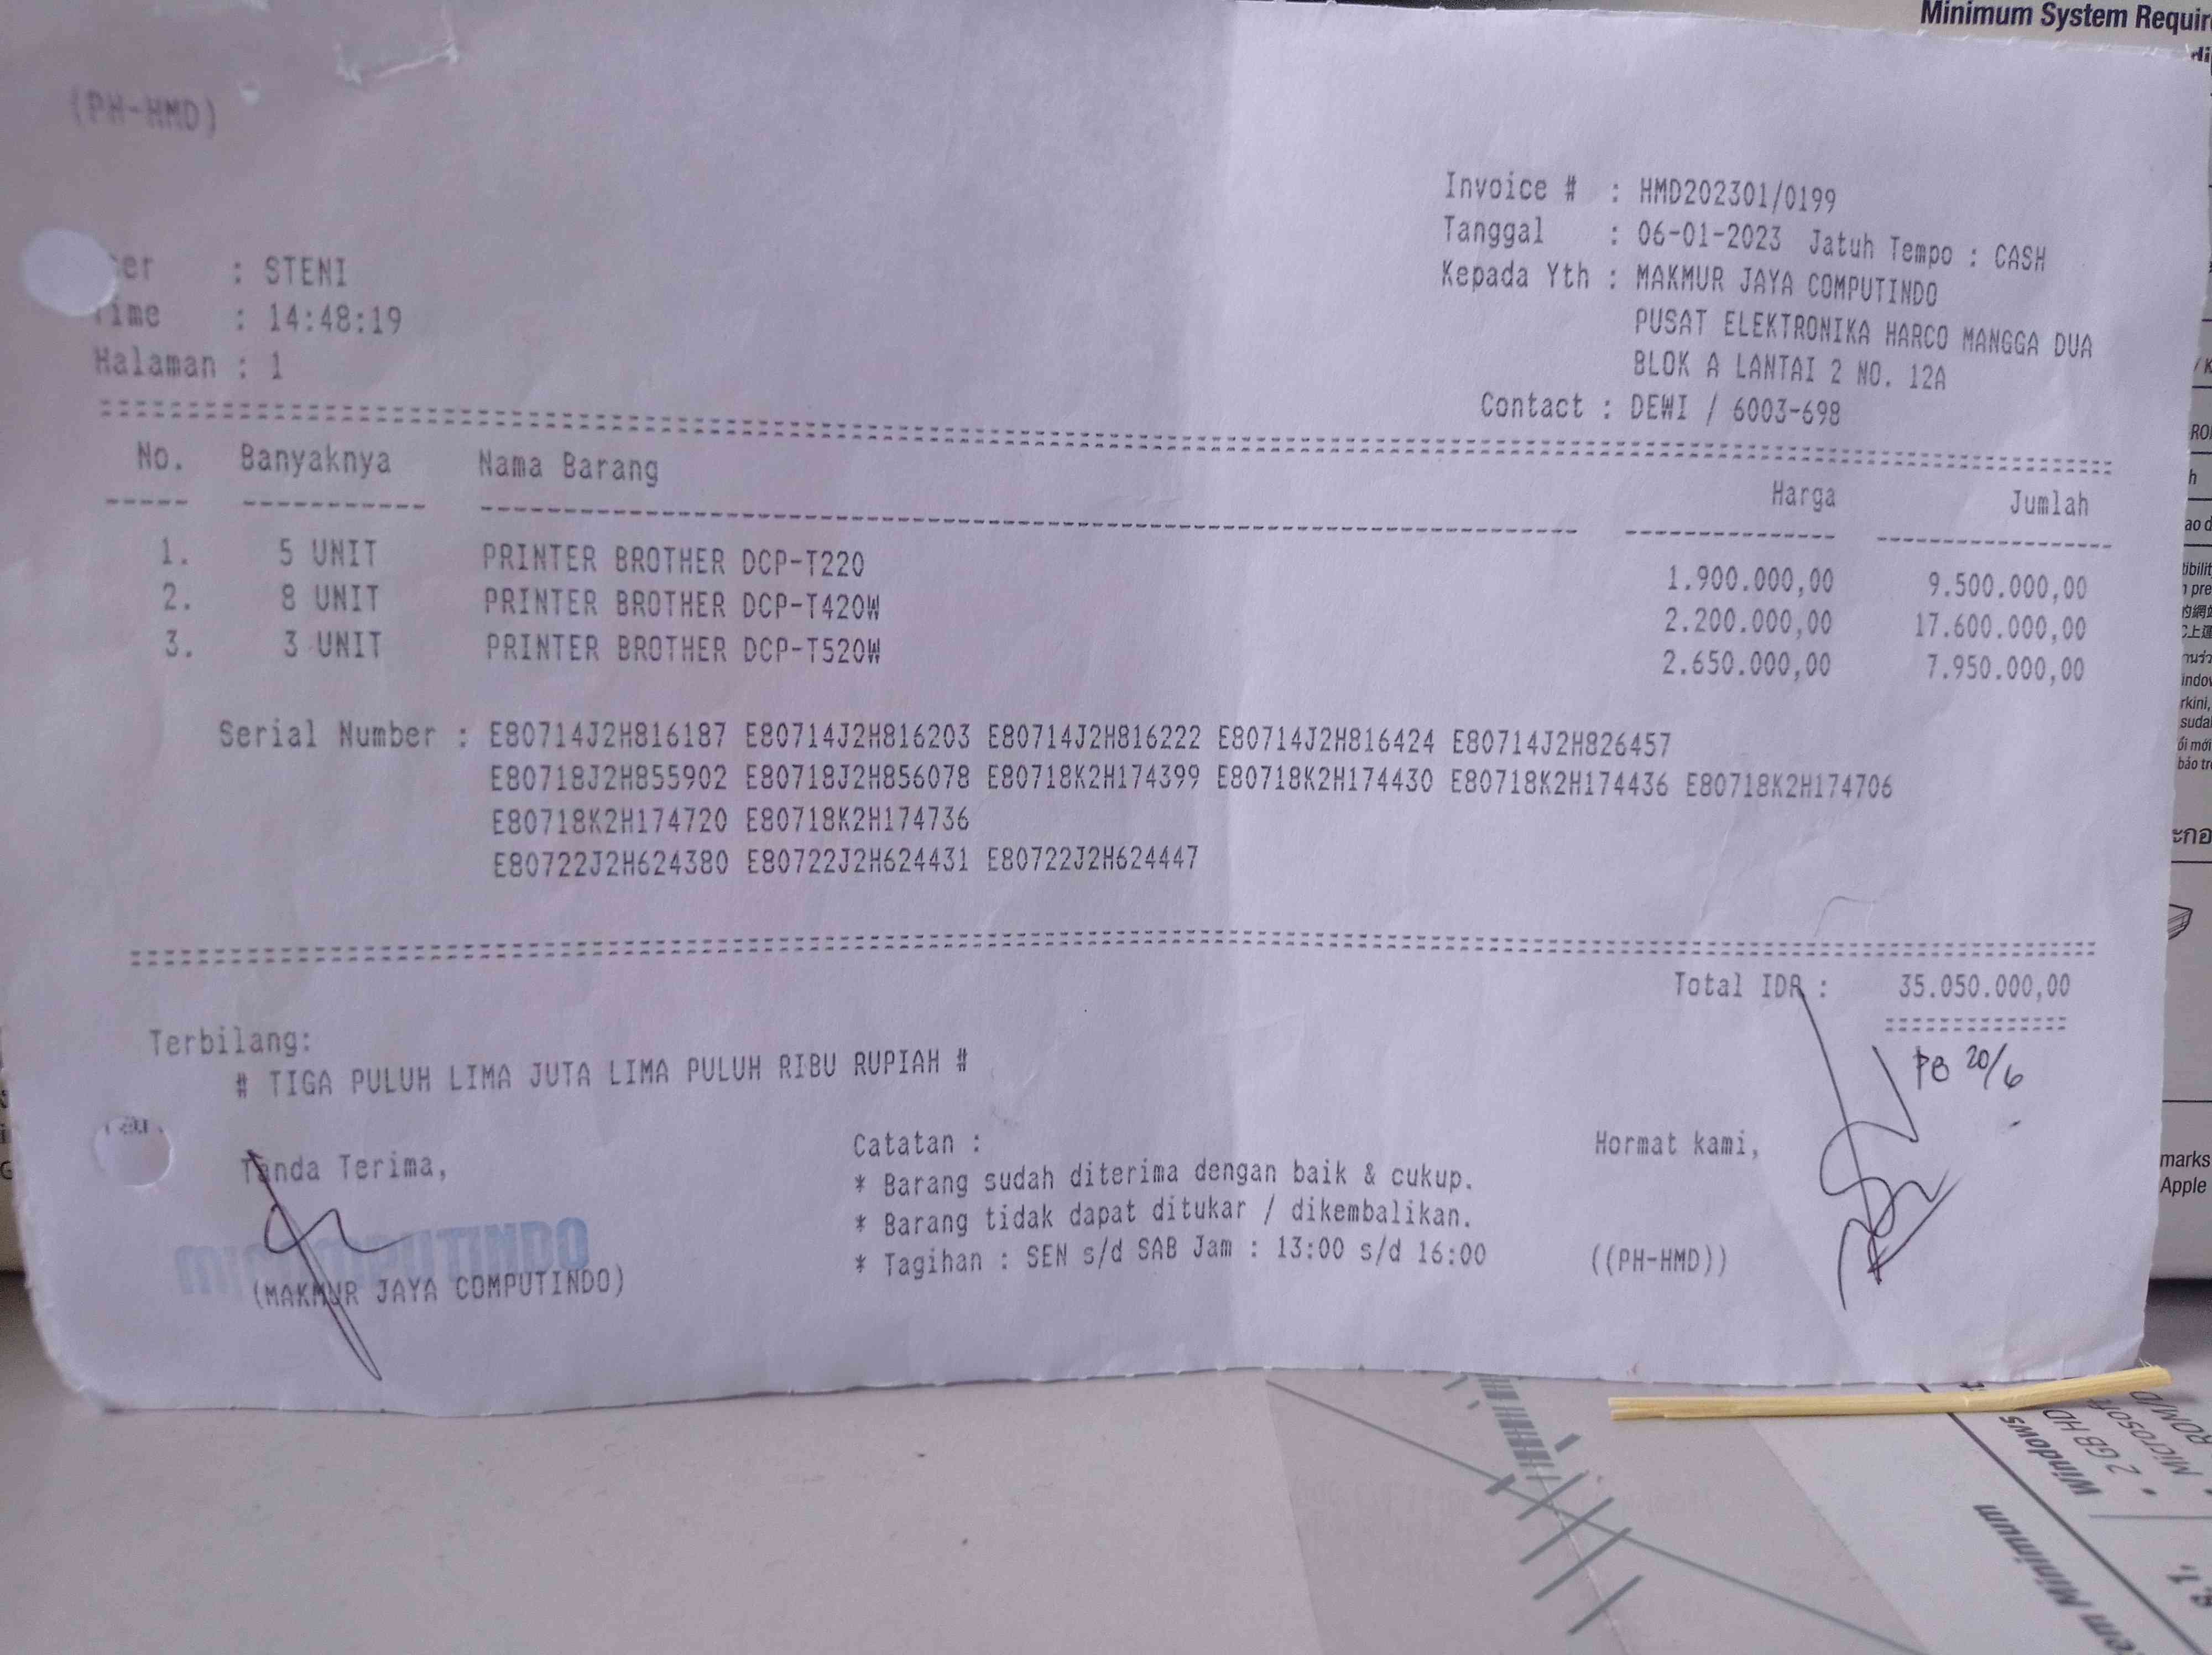 (PH-HMD)
Invoice # : HMD202301/0199
Tanggal : 06-01-2023 Jatuh Tempo : CASH
Kepada Yth : MAKMUR JAYA COMPUTINDO
PUSAT ELEKTRONIKA HARCO MANGGA DUA
BLOK A LANTAI 2 NO. 12A
Contact : DEWI / 6003-698
: STENI
Time : 14:48:19
Halaman : 1
No. Banyaknya Nama Barang Harga Jumlah
1. 5 UNIT PRINTER BROTHER DCP-T220 1.900.000,00 9.500.000,00
2. 8 UNIT PRINTER BROTHER DCP-T420W 2.200.000,00 17.600.000,00
3. 3 UNIT PRINTER BROTHER DCP-T520W 2.650.000,00 7.950.000,00
Serial Number : E80714J2H816187 E80714J2H816203 E80714J2H816222 E80714J2H816424 E80714J2H826457
E80718J2H855902 E80718J2H856078 E80718K2H174399 E80718K2H174430 E80718K2H174436 E80718K2H174706
E80718K2H174720 E80718K2H174736
E80722J2H624380 E80722J2H624431 E80722J2H624447
Total IDR : 35.050.000,00
PB 20/6
Terbilang:
# TIGA PULUH LIMA JUTA LIMA PULUH RIBU RUPIAH #
Tanda Terima,
(MAKMUR JAYA COMPUTINDO)
Catatan :
* Barang sudah diterima dengan baik & cukup.
* Barang tidak dapat ditukar / dikembalikan.
* Tagihan : SEN s/d SAB Jam : 13:00 s/d 16:00
Hormat kami,
((PH-HMD))
Minimum System
marks
Apple
Windows
2 GB HD
Minimum